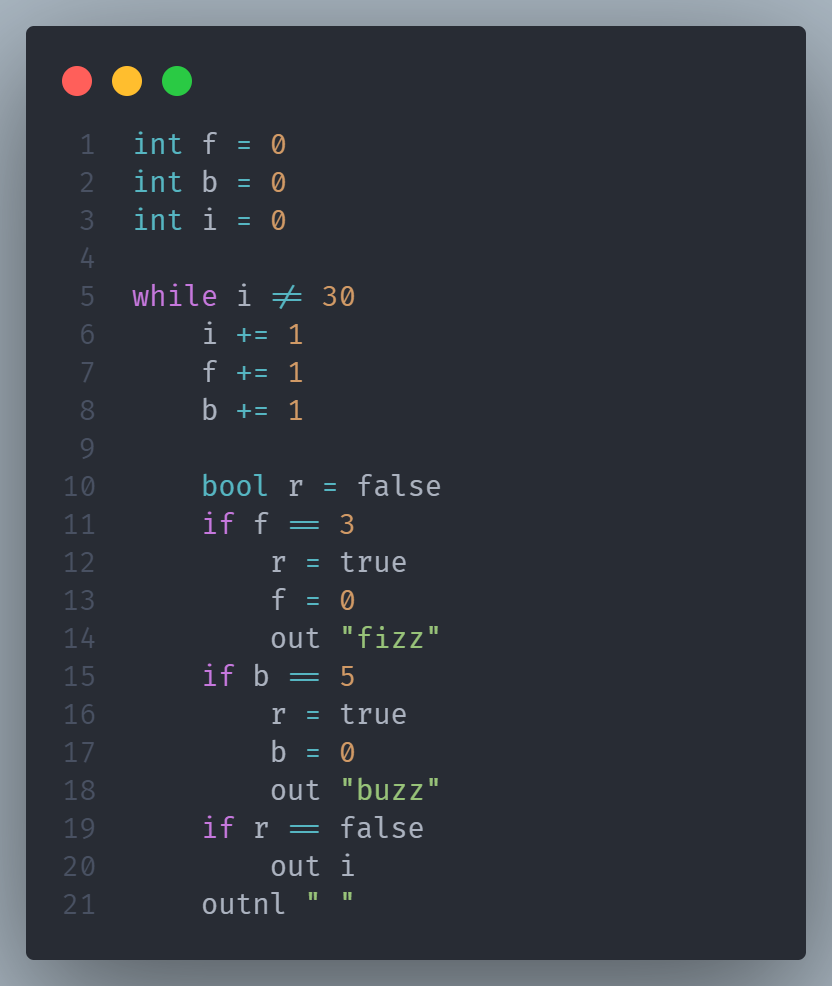 1 int f = 0
2 int b = 0
3 int i = 0
4
5 while i != 30
6     i += 1
7     f += 1
8     b += 1
9
10     bool r = false
11     if f == 3
12         r = true
13         f = 0
14         out "fizz"
15     if b == 5
16         r = true
17         b = 0
18         out "buzz"
19     if r == false
20         out i
21     outnl " "